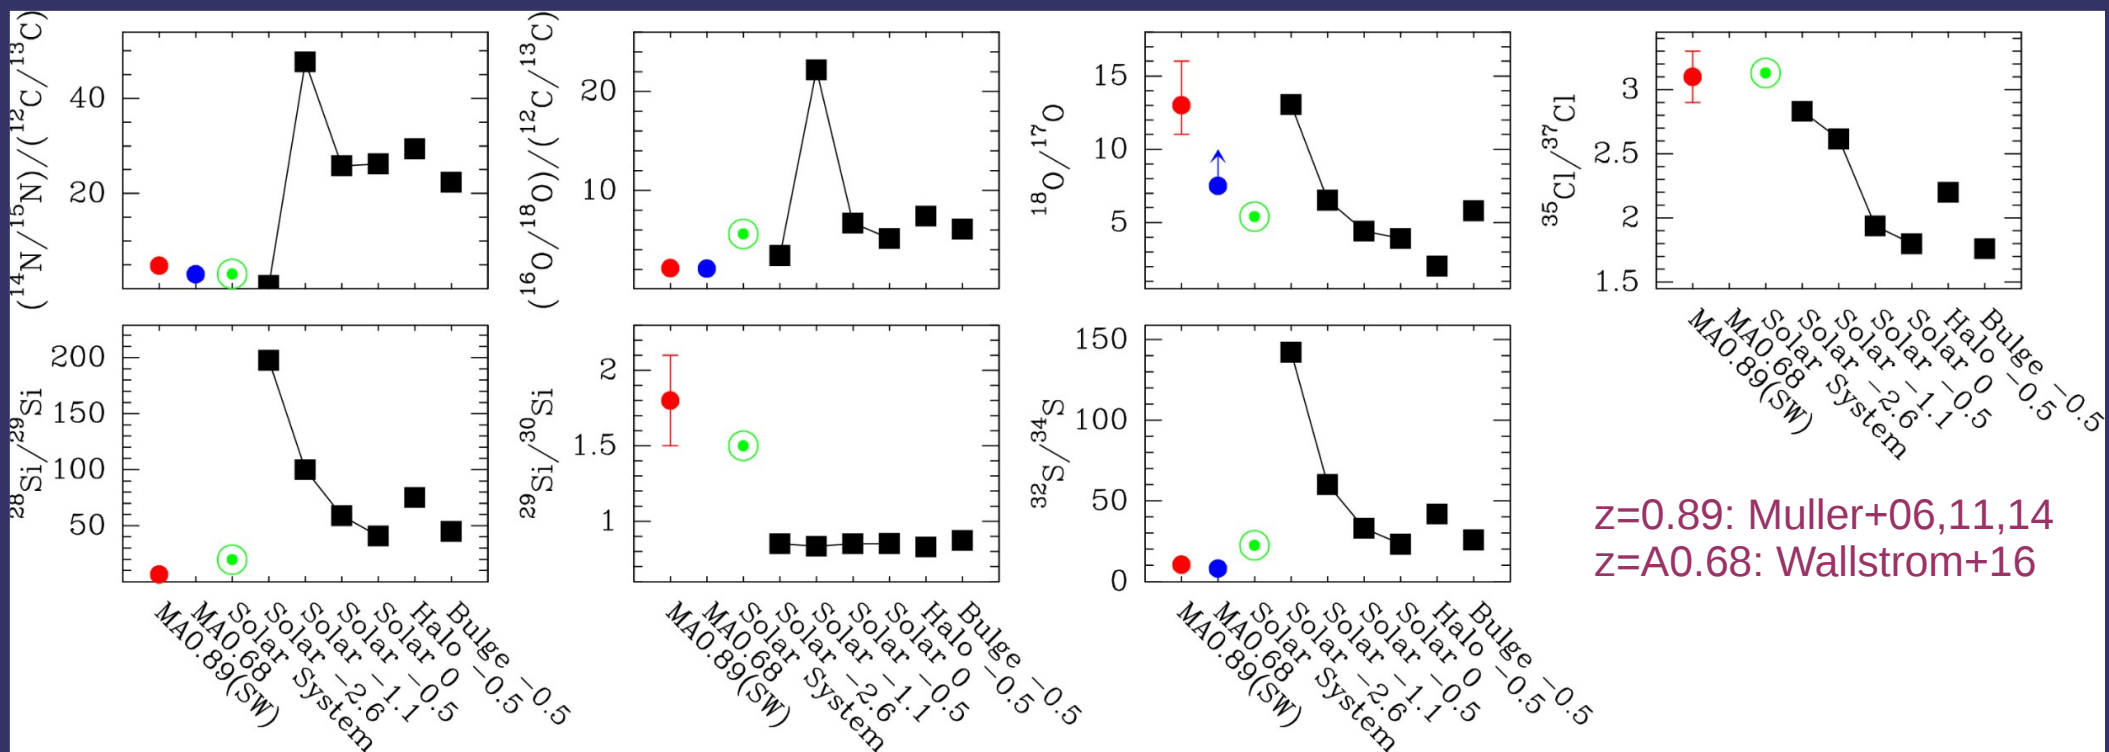 (¹⁴N/¹⁵N)/(¹²C/¹³C)
40
20
(¹⁶O/¹⁸O)/(¹²C/¹³C)
20
10
¹⁸O/¹⁷O
15
10
5
³⁵Cl/³⁷Cl
3
2.5
2
1.5
MA0.89(SW)
MA0.68
Solar System
Solar −2.6
Solar −1.1
Solar −0.5
Solar 0
Halo −0.5
Bulge −0.5
²⁸Si/²⁹Si
200
150
100
50
MA0.89(SW)
MA0.68
Solar System
Solar −2.6
Solar −1.1
Solar −0.5
Solar 0
Halo −0.5
Bulge −0.5
²⁹Si/³⁰Si
2
1.5
1
MA0.89(SW)
MA0.68
Solar System
Solar −2.6
Solar −1.1
Solar −0.5
Solar 0
Halo −0.5
Bulge −0.5
³²S/³⁴S
150
100
50
0
MA0.89(SW)
MA0.68
Solar System
Solar −2.6
Solar −1.1
Solar −0.5
Solar 0
Halo −0.5
Bulge −0.5
z=0.89: Muller+06,11,14
z=A0.68: Wallstrom+16